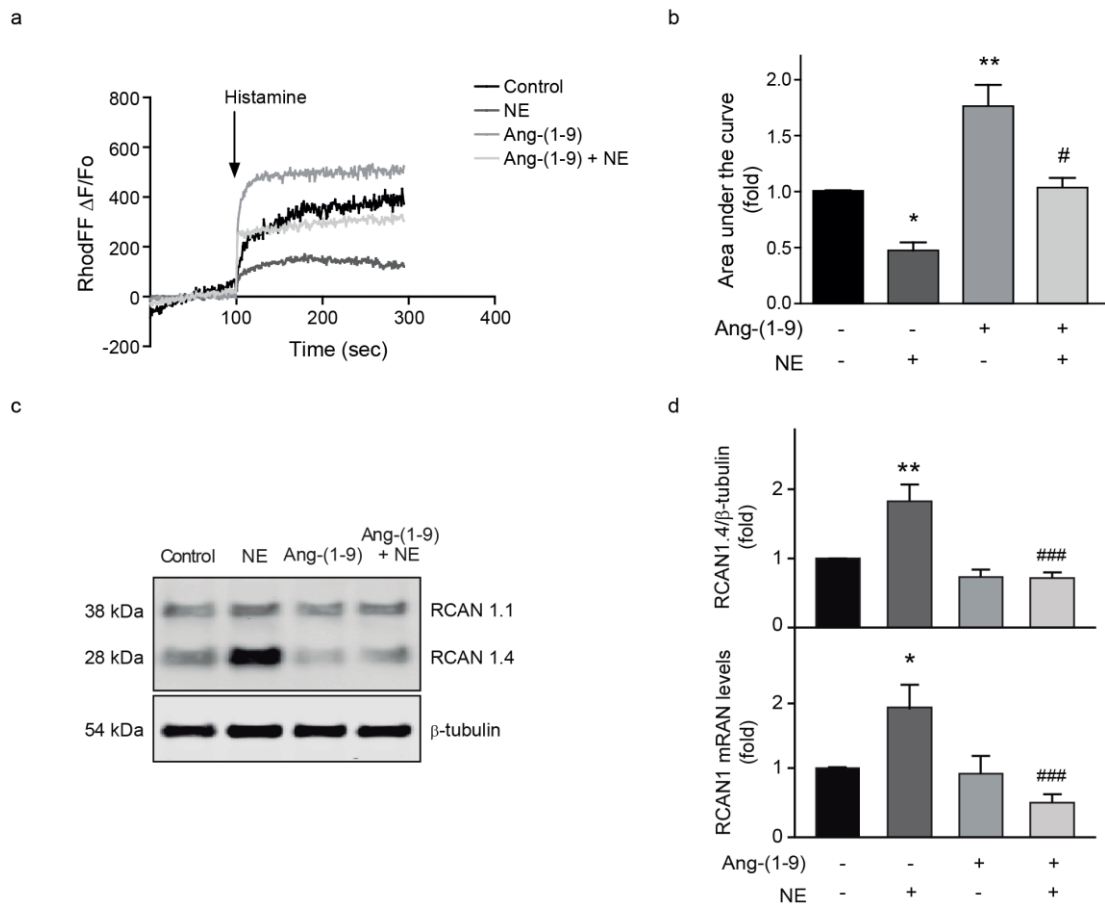 a
Histamine
Control
NE
Ang-(1-9)
Ang-(1-9) + NE
RhodFF ΔF/Fo
800
600
400
200
0
-200
100
200
300
400
Time (sec)
b
**
*
#
Area under the curve
(fold)
2.0
1.5
1.0
0.5
0.0
Ang-(1-9) - - + +
NE - + - +
c
Control NE Ang-(1-9) Ang-(1-9)
+ NE
38 kDa RCAN 1.1
28 kDa RCAN 1.4
54 kDa β-tubulin
d
RCAN1.4/β-tubulin
(fold)
2
1
0
**
###
RCAN1 mRAN levels
(fold)
2
1
0
*
###
Ang-(1-9) - - + +
NE - + - +